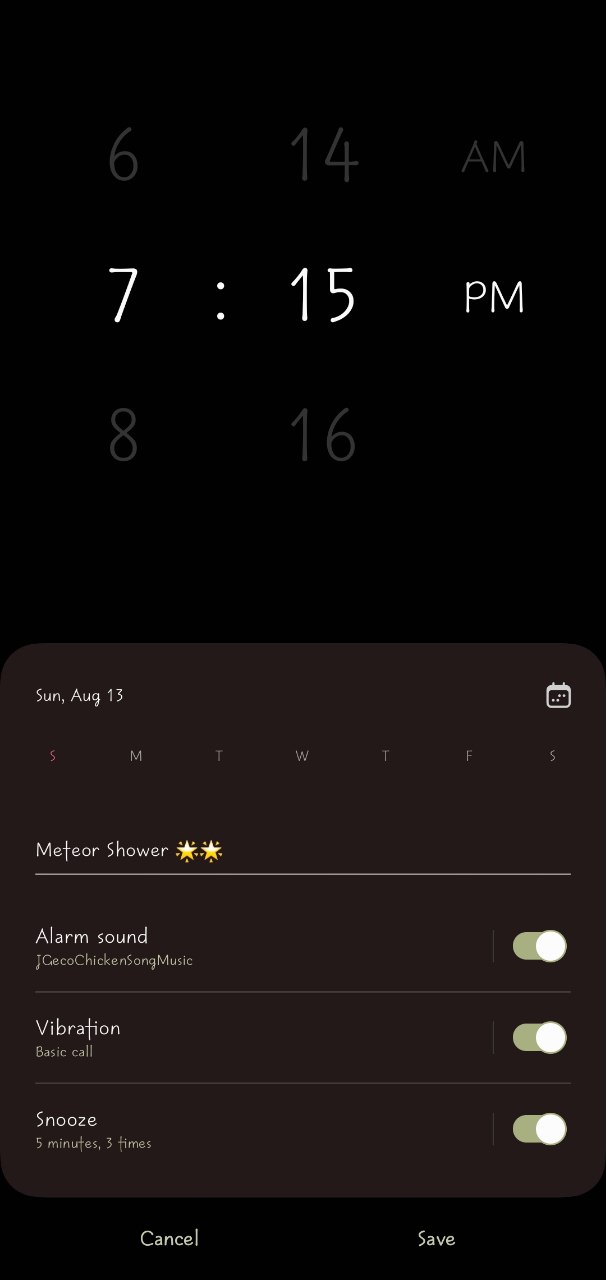 6 14 AM
7 : 15 PM
8 16
Sun, Aug 13
S M T W T F S
Meteor Shower 🌟🌟
Alarm sound
JGecoChickenSongMusic
Vibration
Basic call
Snooze
5 minutes, 3 times
Cancel Save